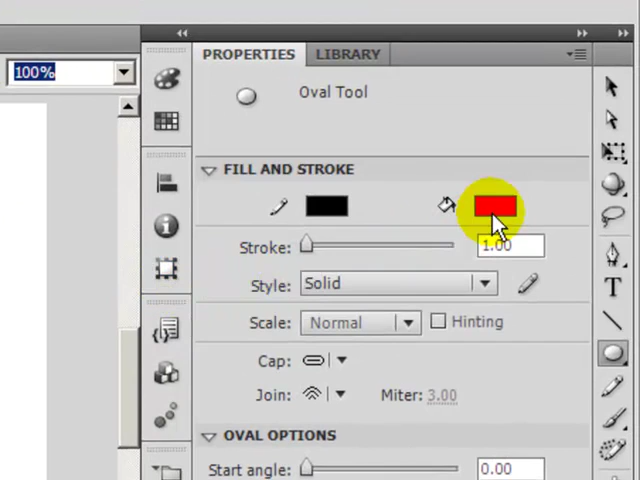 PROPERTIES LIBRARY
100%
Oval Tool
FILL AND STROKE
Stroke: 1.00
Style: Solid
Scale: Normal Hinting
Cap:
Join: Miter: 3.00
OVAL OPTIONS
Start angle: 0.00